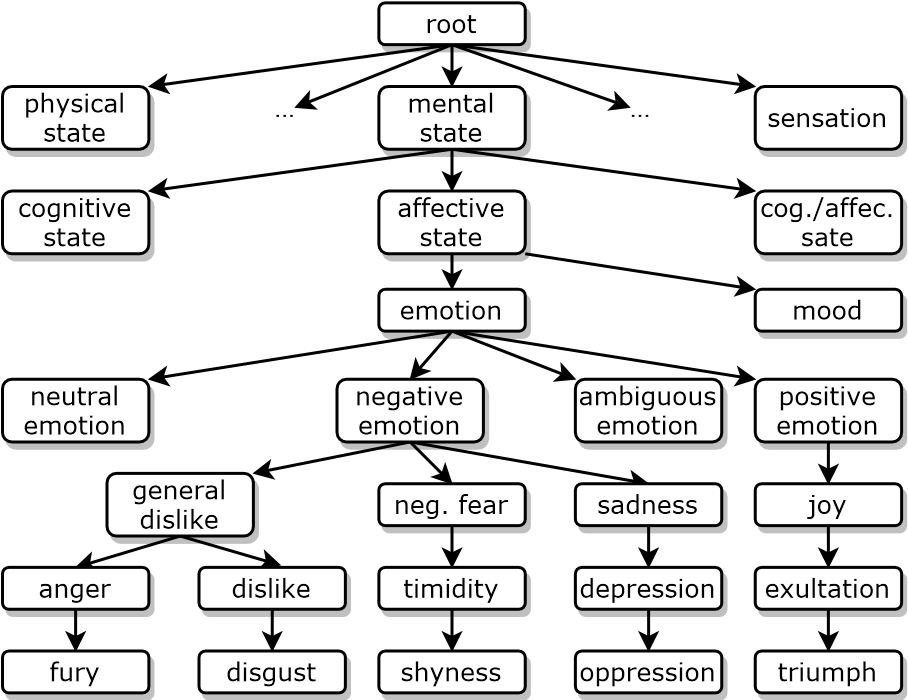 root
physical
state
...
mental
state
...
sensation
cognitive
state
affective
state
cog./affec.
sate
emotion
mood
neutral
emotion
negative
emotion
ambiguous
emotion
positive
emotion
general
dislike
neg. fear
sadness
joy
anger
dislike
timidity
depression
exultation
fury
disgust
shyness
oppression
triumph